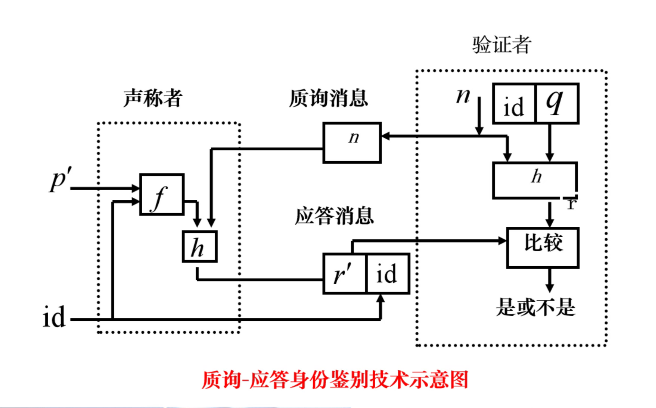 验证者
声称者
质询消息
n
id
q
n
p'
f
h
r
应答消息
h
比较
r'
id
id
是或不是
质询-应答身份鉴别技术示意图